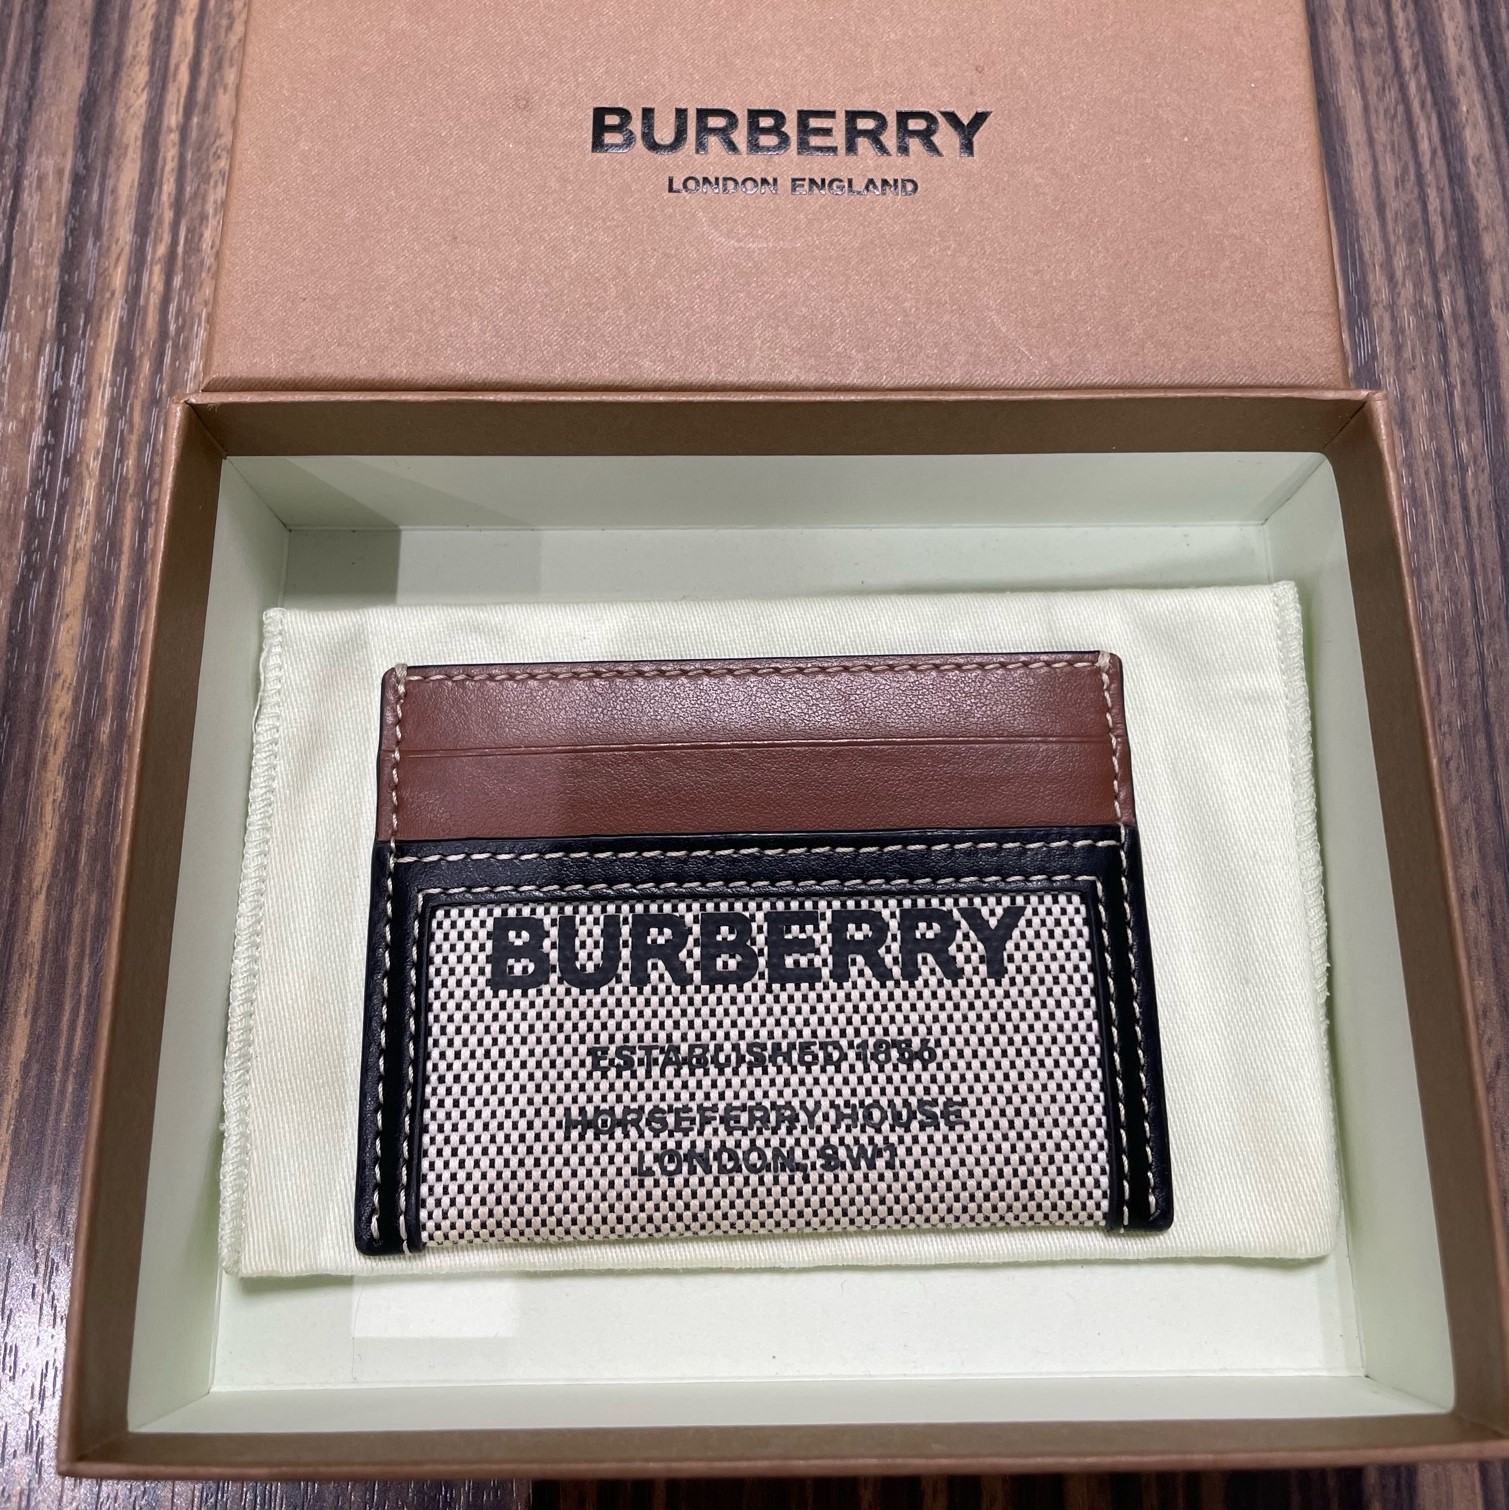 BURBERRY
LONDON ENGLAND
BURBERRY
ESTABLISHED 1856
HORSEFERRY HOUSE
LONDON, SW1